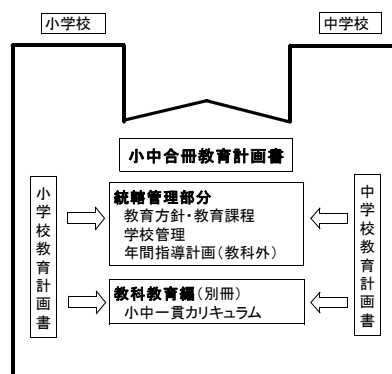 小学校
中学校
小中合冊教育計画書
小学校教育計画書
統轄管理部分
教育方針・教育課程
学校管理
年間指導計画（教科外）
教科教育編（別冊）
小中一貫カリキュラム
中学校教育計画書